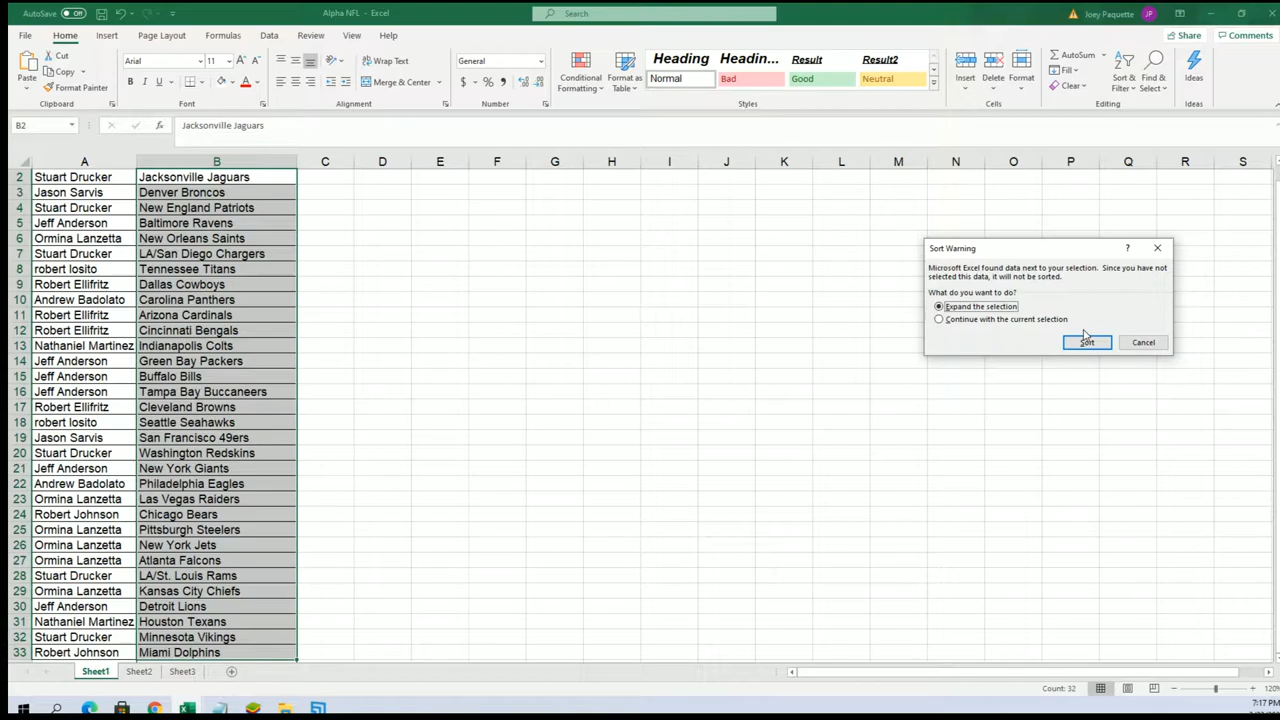 AutoSave Off
Alpha NFL - Excel
Search
Joey Paquette JP
File Home Insert Page Layout Formulas Data Review View Help
Share Comments
Paste Cut Copy Format Painter Clipboard
Arial 11
B I U A A A
Font
Wrap Text
Merge & Center
Alignment
General
$ % ,
Number
Conditional Formatting
Format as Table
Heading Headin... Result Result2
Normal Bad Good Neutral
Styles
Insert Delete Format
Cells
AutoSum
Fill
Clear
Sort & Filter
Find & Select
Editing
Ideas
Ideas
B2 fx Jacksonville Jaguars
A B C D E F G H I J K L M N O P Q R S
2 Stuart Drucker Jacksonville Jaguars
3 Jason Sarvis Denver Broncos
4 Stuart Drucker New England Patriots
5 Jeff Anderson Baltimore Ravens
6 Ormina Lanzetta New Orleans Saints
7 Stuart Drucker LA/San Diego Chargers
8 robert losito Tennessee Titans
9 Robert Ellifritz Dallas Cowboys
10 Andrew Badolato Carolina Panthers
11 Robert Ellifritz Arizona Cardinals
12 Robert Ellifritz Cincinnati Bengals
13 Nathaniel Martinez Indianapolis Colts
14 Jeff Anderson Green Bay Packers
15 Jeff Anderson Buffalo Bills
16 Jeff Anderson Tampa Bay Buccaneers
17 Robert Ellifritz Cleveland Browns
18 robert losito Seattle Seahawks
19 Jason Sarvis San Francisco 49ers
20 Stuart Drucker Washington Redskins
21 Jeff Anderson New York Giants
22 Andrew Badolato Philadelphia Eagles
23 Ormina Lanzetta Las Vegas Raiders
24 Robert Johnson Chicago Bears
25 Ormina Lanzetta Pittsburgh Steelers
26 Ormina Lanzetta New York Jets
27 Ormina Lanzetta Atlanta Falcons
28 Stuart Drucker LA/St. Louis Rams
29 Ormina Lanzetta Kansas City Chiefs
30 Jeff Anderson Detroit Lions
31 Nathaniel Martinez Houston Texans
32 Stuart Drucker Minnesota Vikings
33 Robert Johnson Miami Dolphins
Sort Warning ?
Microsoft Excel found data next to your selection. Since you have not
selected this data, it will not be sorted.
What do you want to do?
Expand the selection
Continue with the current selection
Sort Cancel
Sheet1 Sheet2 Sheet3
Count: 32 120%
7:17 PM